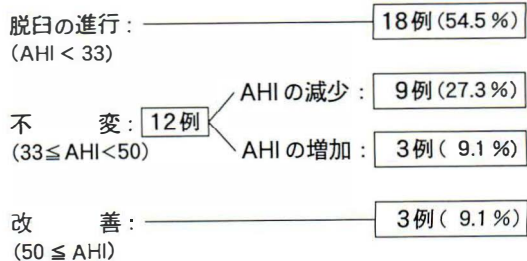 脱臼の進行： 18例(54.5%)
(AHI < 33)
AHIの減少： 9例(27.3%)
不　　変： 12例
(33≦AHI<50) AHIの増加： 3例( 9.1%)
改　　善： 3例( 9.1%)
(50 ≦ AHI)